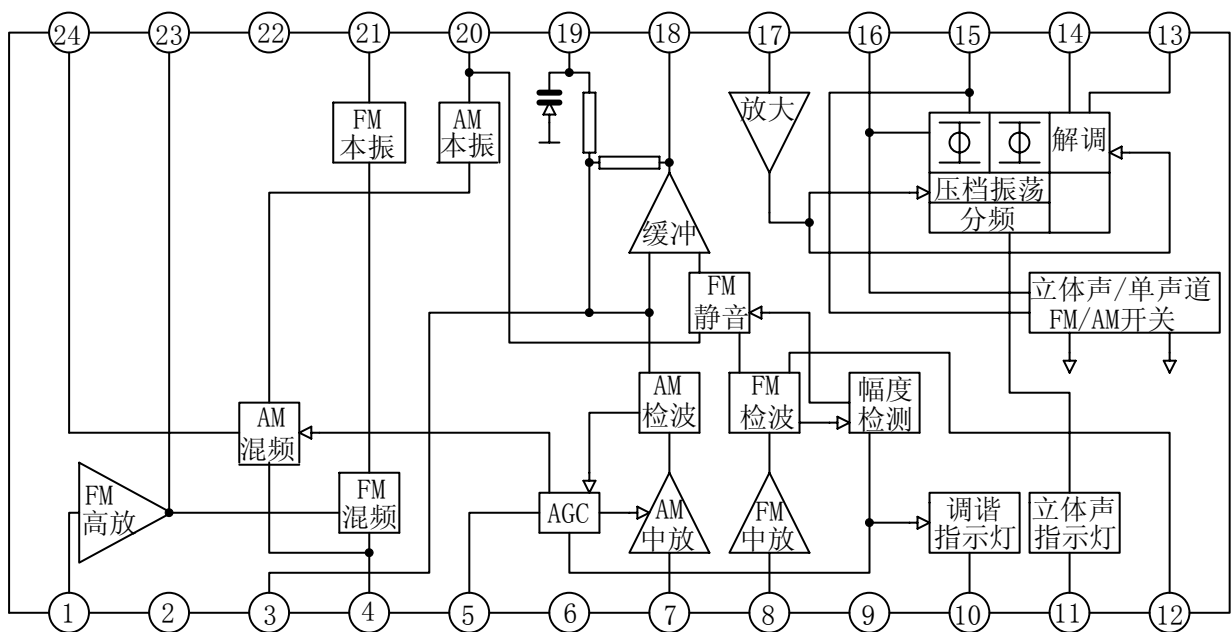 24 23 22 21 20 19 18 17 16 15 14 13
FM
本振
AM
本振
放大
解调
压档振荡
分频
缓冲
FM
静音
立体声/单声道
FM/AM开关
AM
检波
FM
检波
幅度
检测
AM
混频
FM
高放
FM
混频
AGC
AM
中放
FM
中放
调谐
指示灯
立体声
指示灯
1 2 3 4 5 6 7 8 9 10 11 12